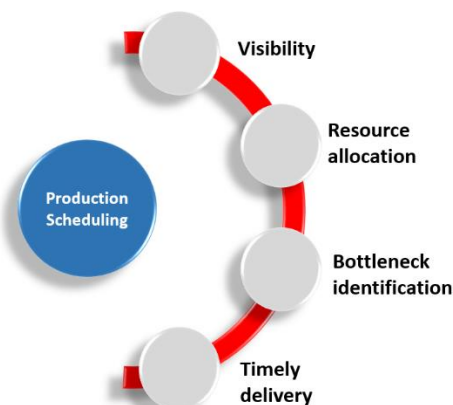 Visibility
Resource
allocation
Production
Scheduling
Bottleneck
identification
Timely
delivery